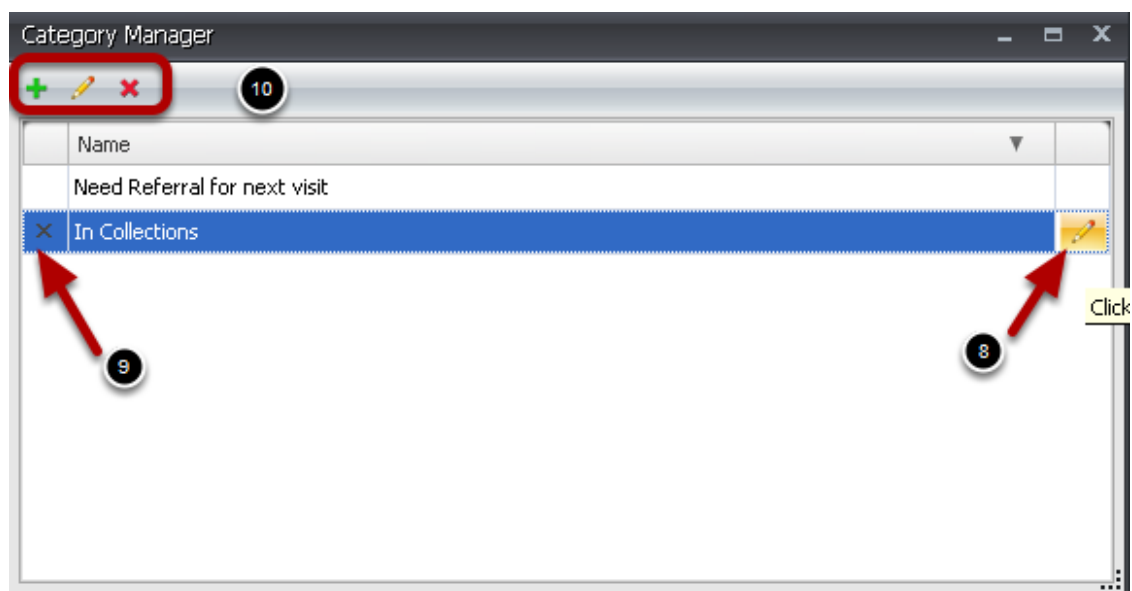 Category Manager
10
Name
Need Referral for next visit
In Collections
Click
9
8